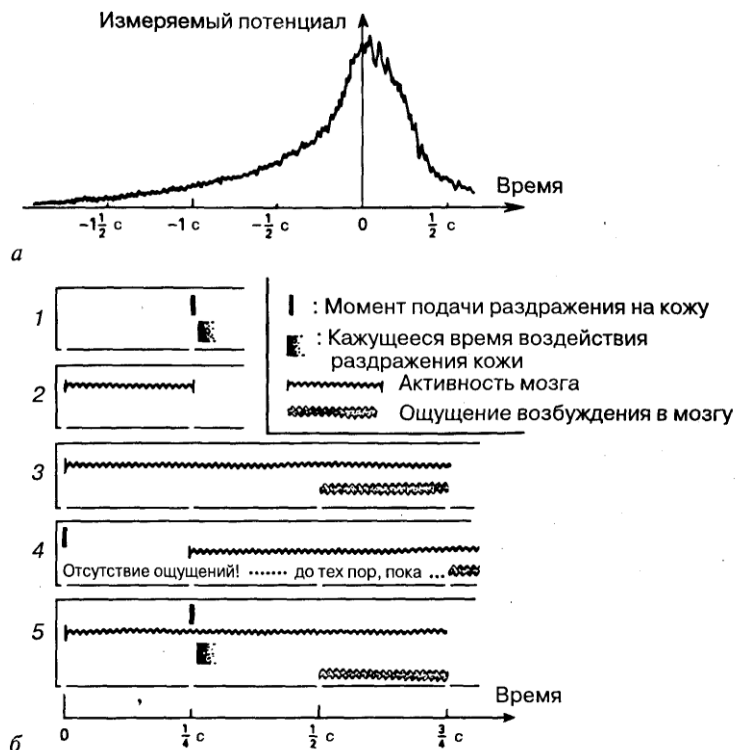 Измеряемый потенциал
Время
−1½ с −1 с −½ с 0 ½ с
а
1
: Момент подачи раздражения на кожу
: Кажущееся время воздействия
раздражения кожи
2
Активность мозга
Ощущение возбуждения в мозгу
3
4
Отсутствие ощущений! ....... до тех пор, пока ...
5
Время
0 ¼ с ½ с ¾ с
б